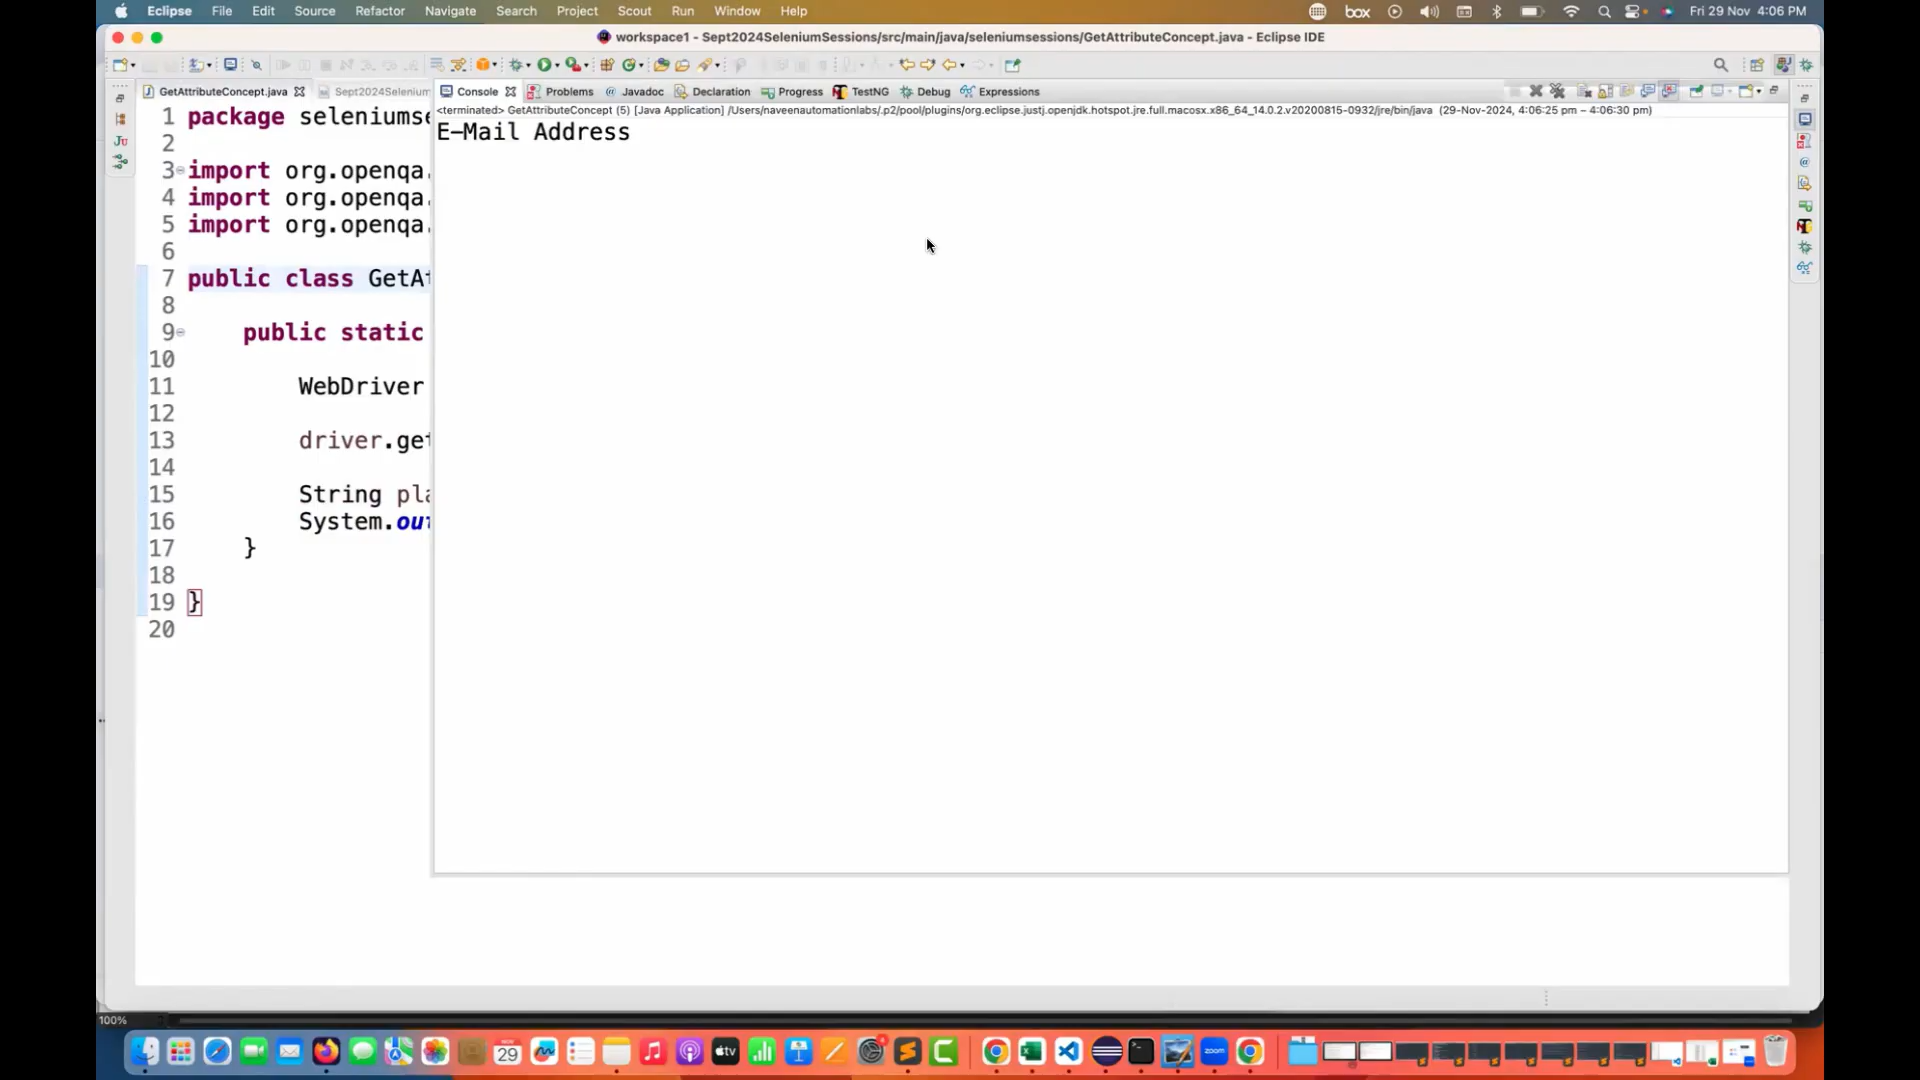 Eclipse File Edit Source Refactor Navigate Search Project Scout Run Window Help box Fri 29 Nov 4:06 PM
workspace1 - Sept2024SeleniumSessions/src/main/java/seleniumsessions/GetAttributeConcept.java - Eclipse IDE
GetAttributeConcept.java Sept2024Selenium Console Problems Javadoc Declaration Progress TestNG Debug Expressions
<terminated> GetAttributeConcept (5) [Java Application] /Users/naveenautomationlabs/.p2/pool/plugins/org.eclipse.justj.openjdk.hotspot.jre.full.macosx.x86_64_14.0.2.v20200815-0932/jre/bin/java (29-Nov-2024, 4:06:25 pm – 4:06:30 pm)
E-Mail Address
1 package seleniumse
2
3 import org.openqa.
4 import org.openqa.
5 import org.openqa.
6
7 public class GetAt
8
9 public static
10
11 WebDriver
12
13 driver.get
14
15 String pla
16 System.out
17 }
18
19 }
20
100%
29
tv
zoom